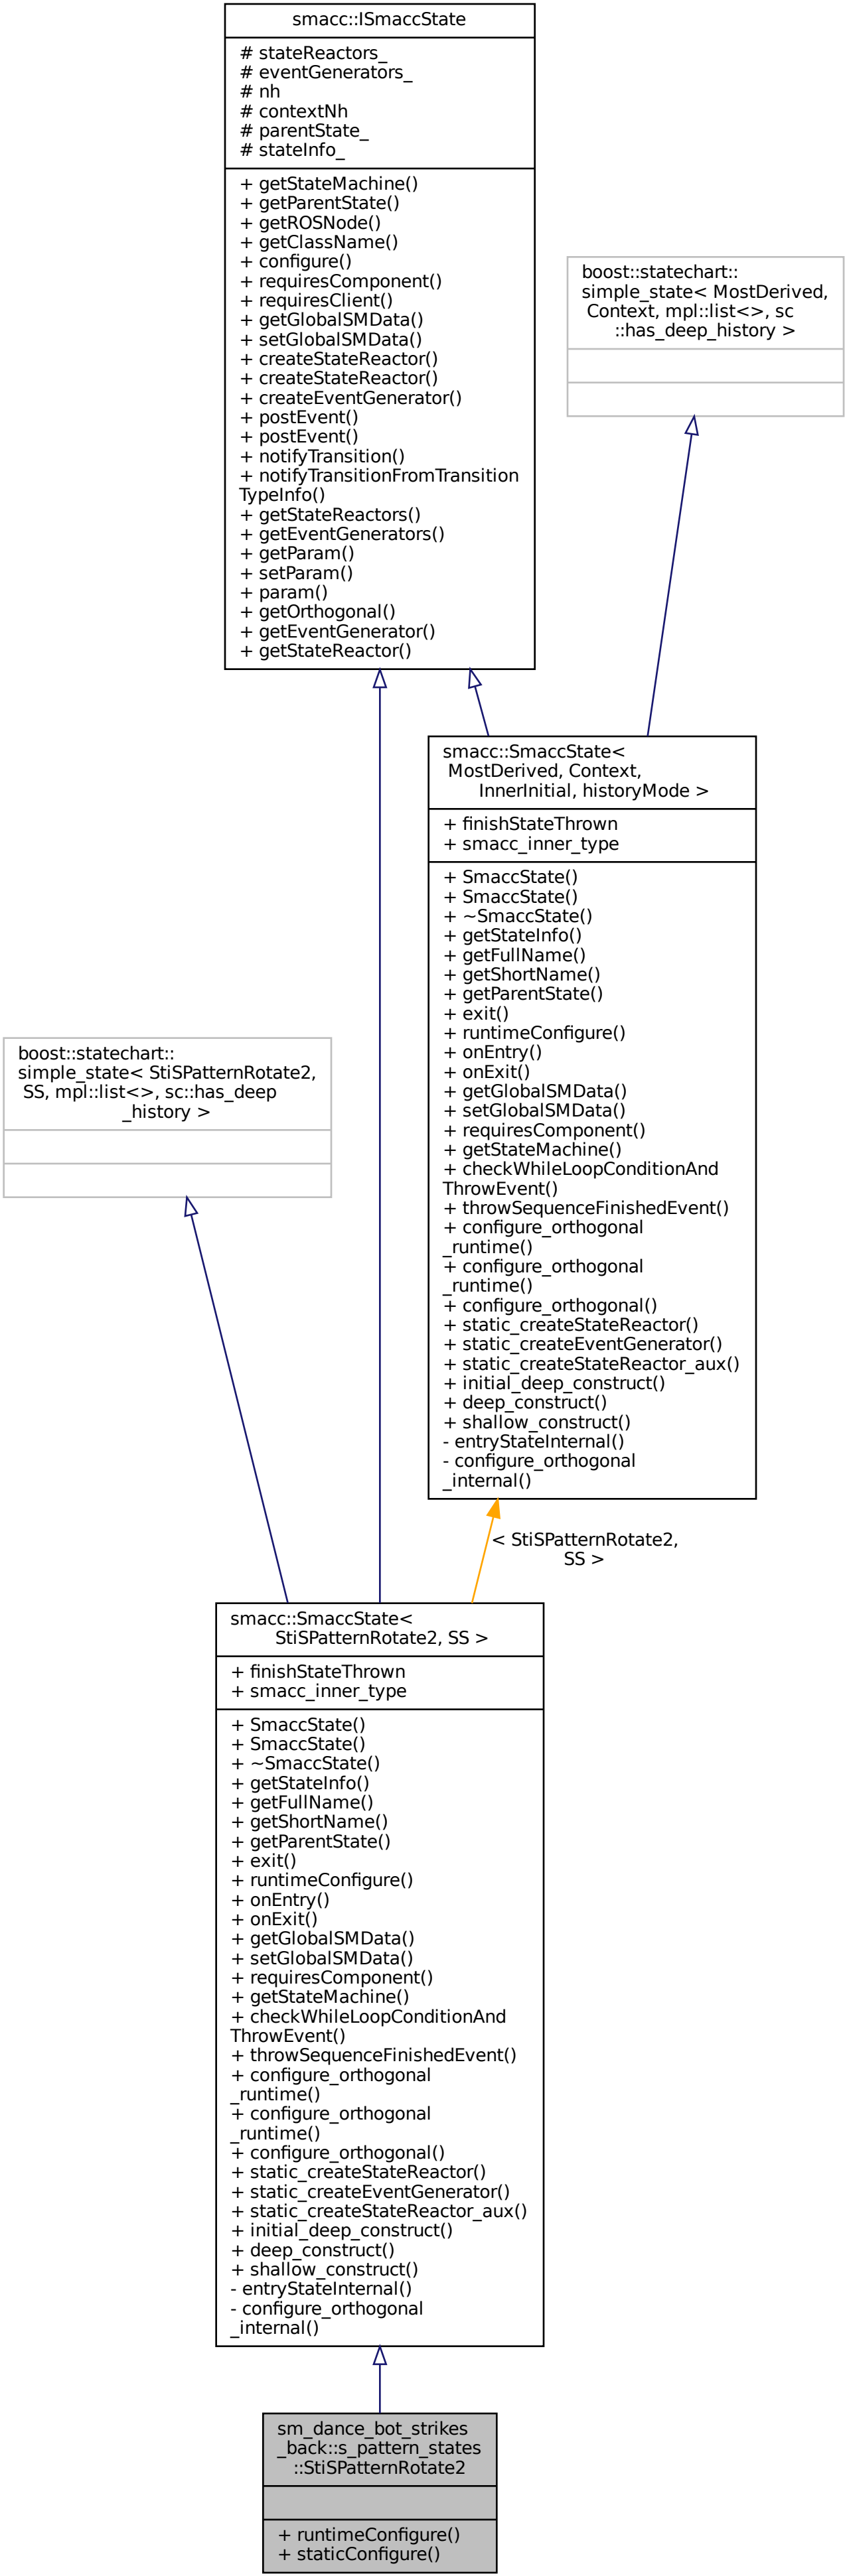 smacc::ISmaccState
# stateReactors_
# eventGenerators_
# nh
# contextNh
# parentState_
# stateInfo_
+ getStateMachine()
+ getParentState()
+ getROSNode()
+ getClassName()
+ configure()
+ requiresComponent()
+ requiresClient()
+ getGlobalSMData()
+ setGlobalSMData()
+ createStateReactor()
+ createStateReactor()
+ createEventGenerator()
+ postEvent()
+ postEvent()
+ notifyTransition()
+ notifyTransitionFromTransition
TypeInfo()
+ getStateReactors()
+ getEventGenerators()
+ getParam()
+ setParam()
+ param()
+ getOrthogonal()
+ getEventGenerator()
+ getStateReactor()
boost::statechart::
simple_state< MostDerived,
Context, mpl::list<>, sc
::has_deep_history >
smacc::SmaccState<
MostDerived, Context,
InnerInitial, historyMode >
+ finishStateThrown
+ smacc_inner_type
+ SmaccState()
+ SmaccState()
+ ~SmaccState()
+ getStateInfo()
+ getFullName()
+ getShortName()
+ getParentState()
+ exit()
+ runtimeConfigure()
+ onEntry()
+ onExit()
+ getGlobalSMData()
+ setGlobalSMData()
+ requiresComponent()
+ getStateMachine()
+ checkWhileLoopConditionAnd
ThrowEvent()
+ throwSequenceFinishedEvent()
+ configure_orthogonal
_runtime()
+ configure_orthogonal
_runtime()
+ configure_orthogonal()
+ static_createStateReactor()
+ static_createEventGenerator()
+ static_createStateReactor_aux()
+ initial_deep_construct()
+ deep_construct()
+ shallow_construct()
- entryStateInternal()
- configure_orthogonal
_internal()
boost::statechart::
simple_state< StiSPatternRotate2,
SS, mpl::list<>, sc::has_deep
_history >
< StiSPatternRotate2,
SS >
smacc::SmaccState<
StiSPatternRotate2, SS >
+ finishStateThrown
+ smacc_inner_type
+ SmaccState()
+ SmaccState()
+ ~SmaccState()
+ getStateInfo()
+ getFullName()
+ getShortName()
+ getParentState()
+ exit()
+ runtimeConfigure()
+ onEntry()
+ onExit()
+ getGlobalSMData()
+ setGlobalSMData()
+ requiresComponent()
+ getStateMachine()
+ checkWhileLoopConditionAnd
ThrowEvent()
+ throwSequenceFinishedEvent()
+ configure_orthogonal
_runtime()
+ configure_orthogonal
_runtime()
+ configure_orthogonal()
+ static_createStateReactor()
+ static_createEventGenerator()
+ static_createStateReactor_aux()
+ initial_deep_construct()
+ deep_construct()
+ shallow_construct()
- entryStateInternal()
- configure_orthogonal
_internal()
sm_dance_bot_strikes
_back::s_pattern_states
::StiSPatternRotate2
+ runtimeConfigure()
+ staticConfigure()